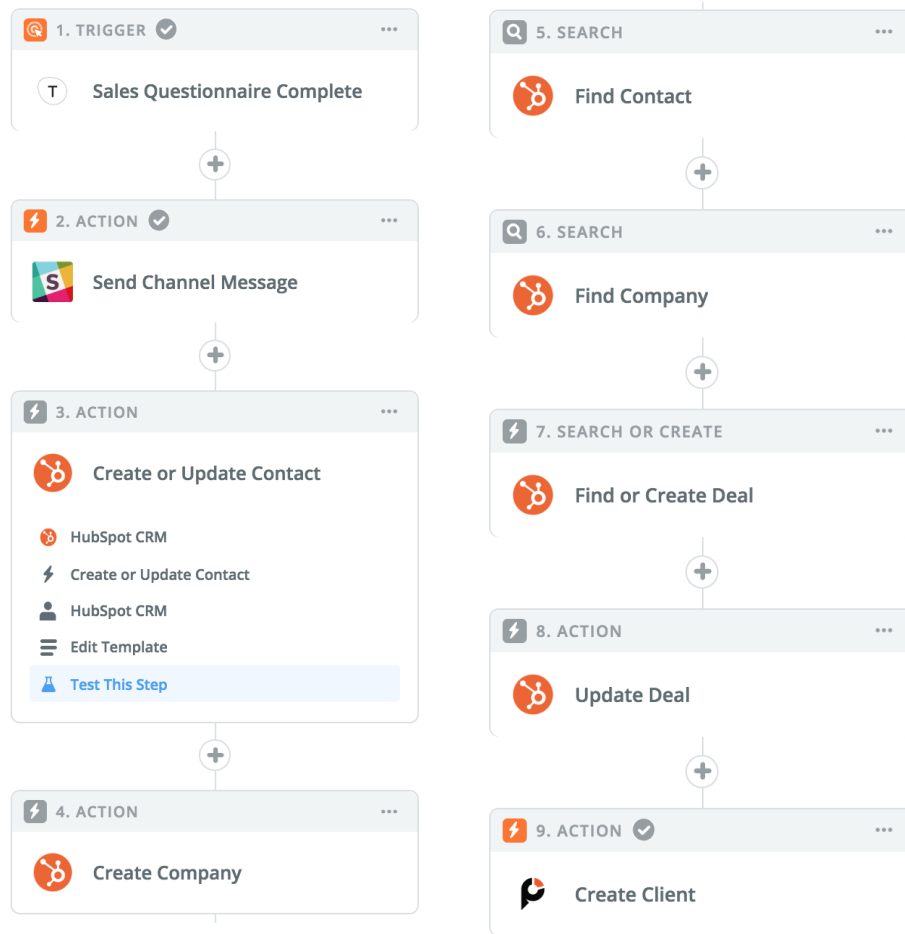 1. TRIGGER
T
Sales Questionnaire Complete
2. ACTION
S
Send Channel Message
3. ACTION
Create or Update Contact
HubSpot CRM
Create or Update Contact
HubSpot CRM
Edit Template
Test This Step
4. ACTION
Create Company
5. SEARCH
Find Contact
6. SEARCH
Find Company
7. SEARCH OR CREATE
Find or Create Deal
8. ACTION
Update Deal
9. ACTION
Create Client